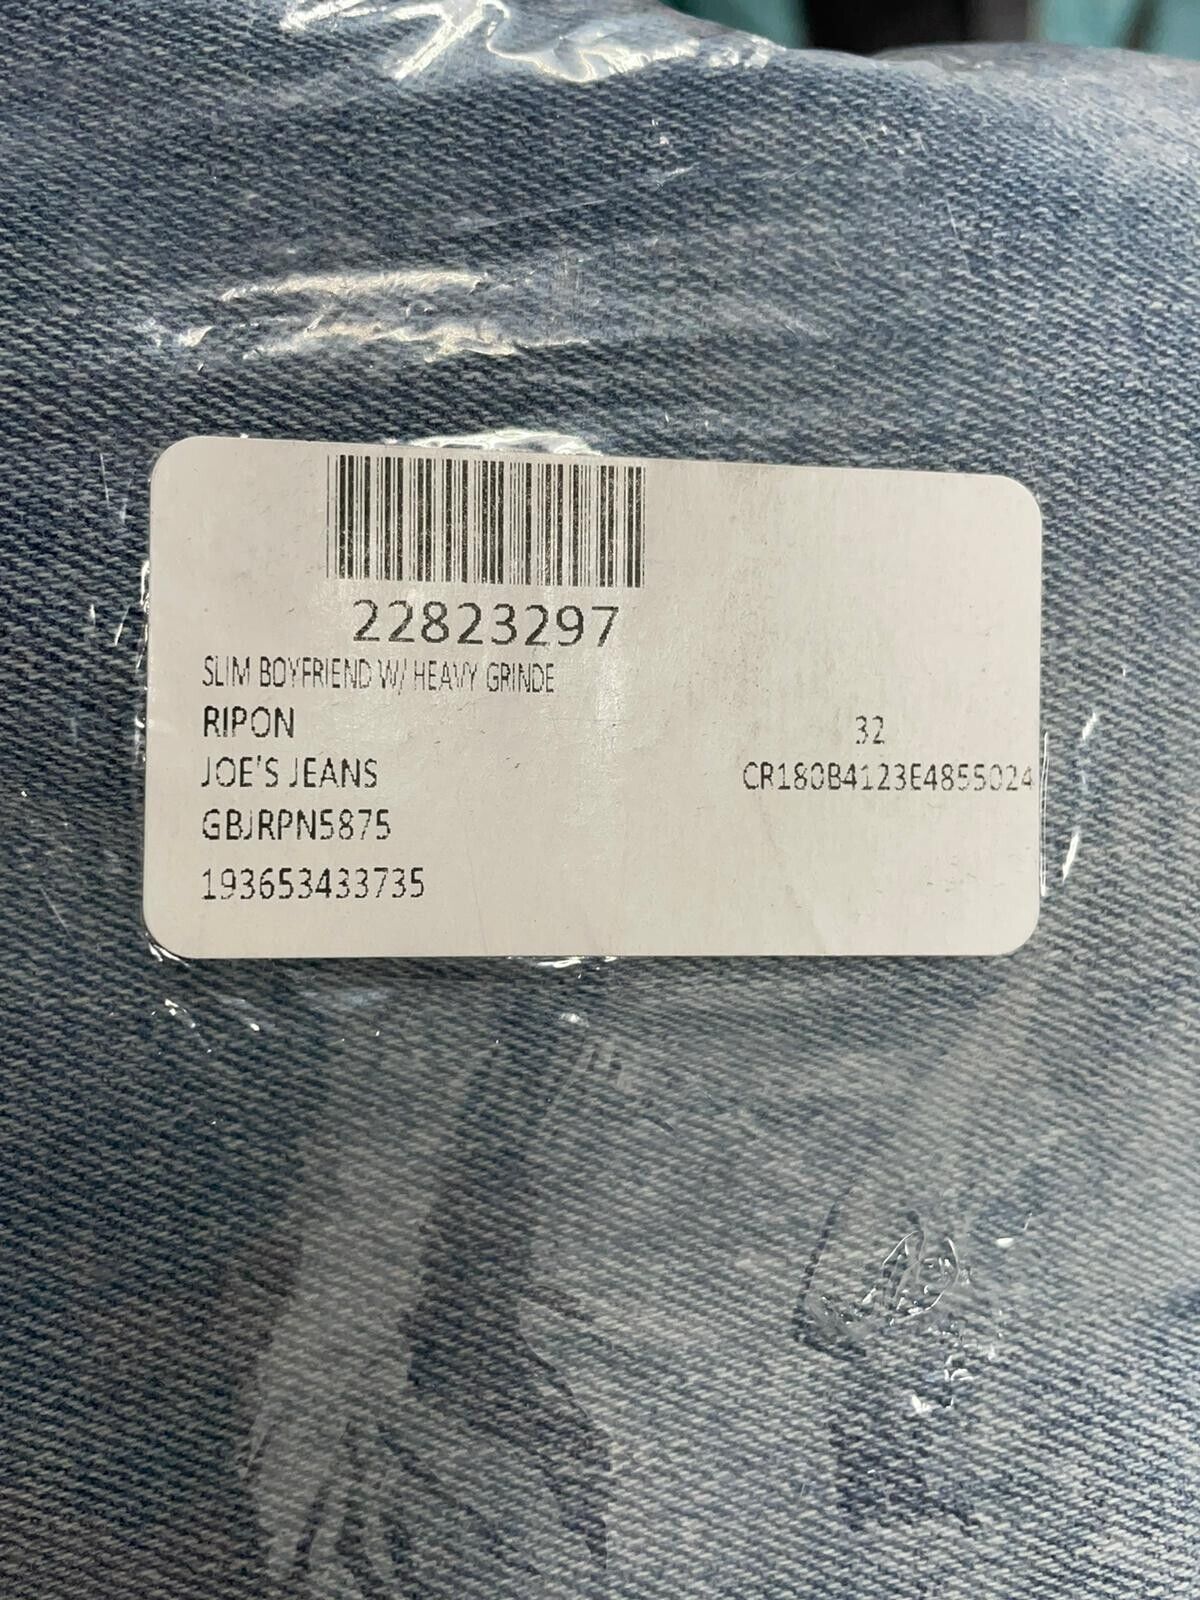 22823297
SLIM BOYFRIEND W/ HEAVY GRINDE
RIPON
32
JOE'S JEANS
CR180B4123E4855024
GBJRPN5875
193653433735